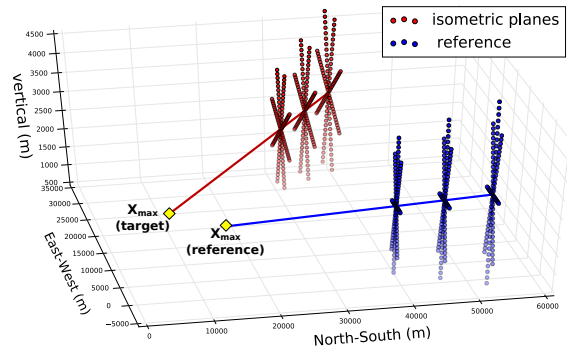 isometric planes
reference
4500
4000
3500
3000
2500
2000
1500
1000
500
vertical (m)
35000
30000
25000
20000
15000
10000
5000
0
−5000
East-West (m)
0
10000
20000
30000
40000
50000
60000
North-South (m)
Xmax
(target)
Xmax
(reference)